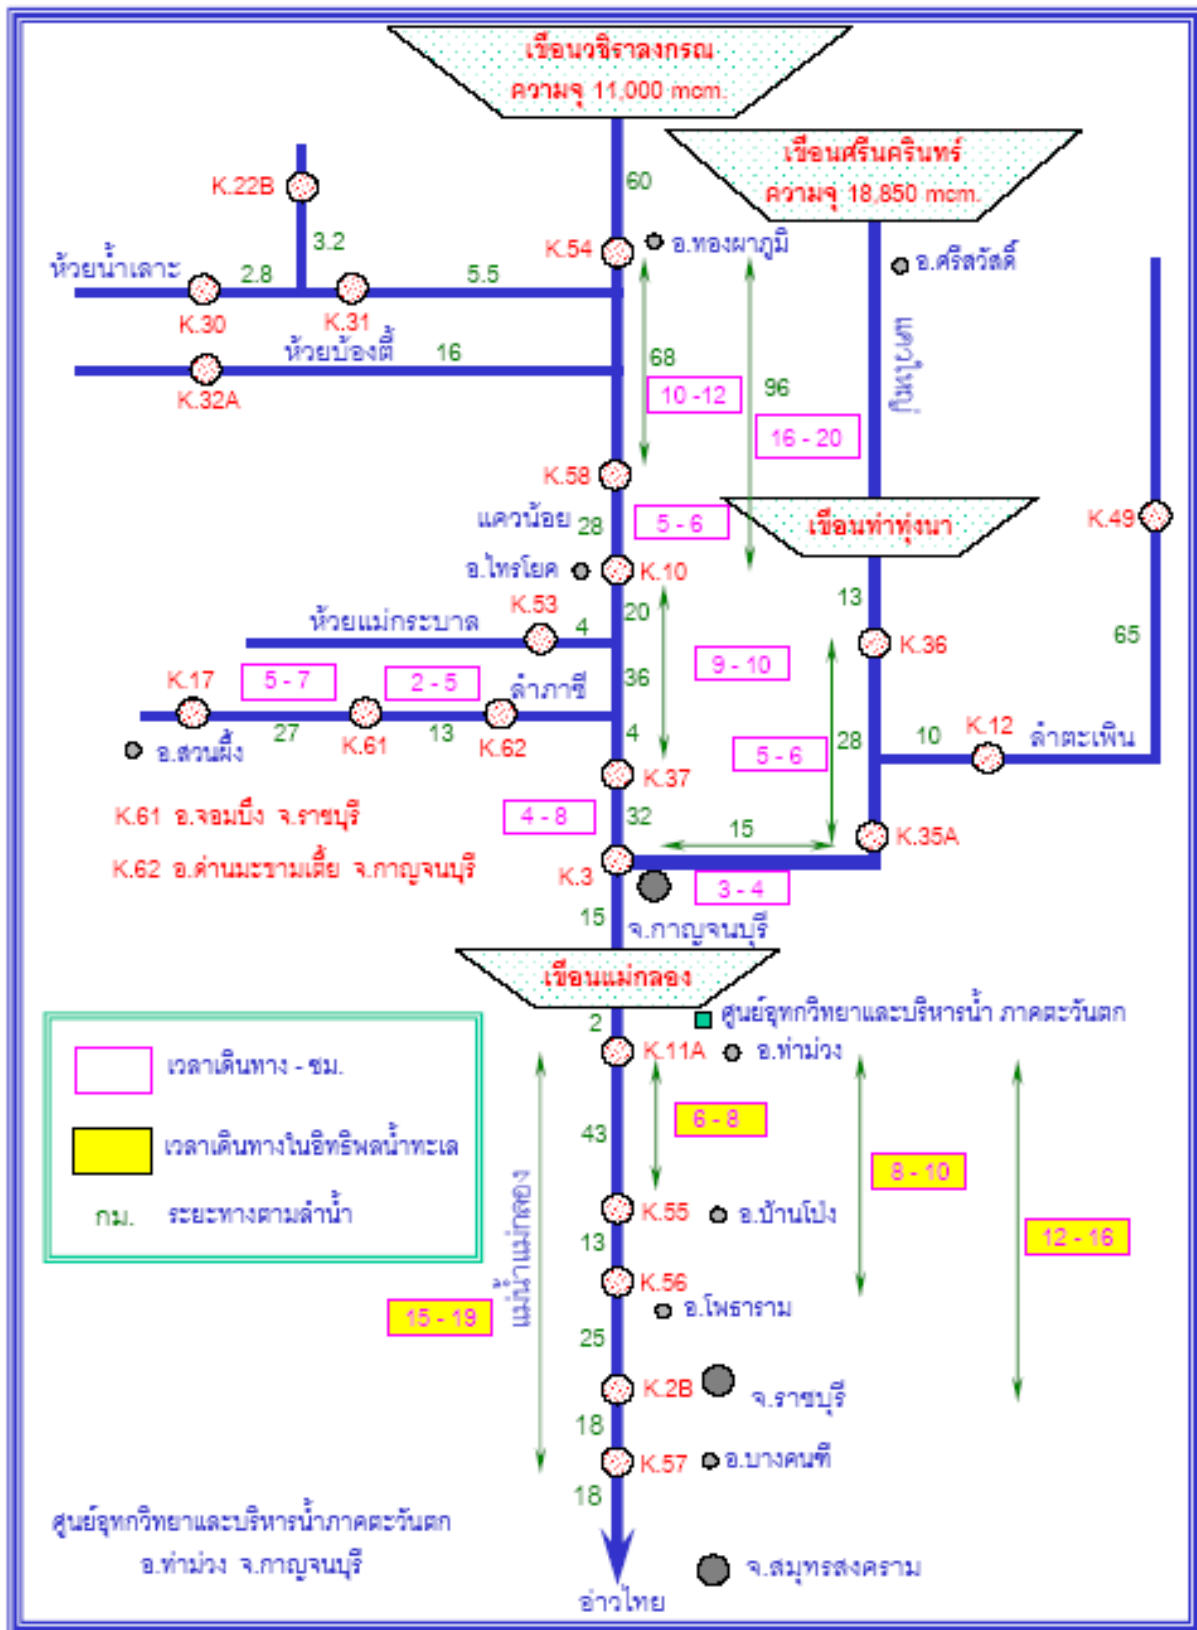 เขื่อนวชิราลงกรณ
ความจุ 11,000 mcm.
เขื่อนศรีนครินทร์
ความจุ 18,850 mcm.
K.22B
60
3.2
K.54
อ.ทองผาภูมิ
อ.ศรีสวัสดิ์
ห้วยน้ำเลาะ
2.8
5.5
K.30
K.31
ห้วยบ้องตี้
16
K.32A
68
10 -12
96
แควใหญ่
16 - 20
K.58
แควน้อย
28
5 - 6
เขื่อนท่าทุ่งนา
K.49
อ.ไทรโยค
K.10
K.53
20
13
ห้วยแม่กระบาล
4
K.36
65
K.17
5 - 7
2 - 5
ลำภาชี
36
9 - 10
27
K.61
13
K.62
4
5 - 6
28
10
K.12
ลำตะเพิน
อ.สวนผึ้ง
K.37
K.61 อ.จอมบึง จ.ราชบุรี
4 - 8
32
15
K.35A
K.62 อ.ด่านมะขามเตี้ย จ.กาญจนบุรี
K.3
3 - 4
15
จ.กาญจนบุรี
เขื่อนแม่กลอง
2
ศูนย์อุทกวิทยาและบริหารน้ำ ภาคตะวันตก
K.11A
อ.ท่าม่วง
เวลาเดินทาง - ชม.
6 - 8
43
เวลาเดินทางในอิทธิพลน้ำทะเล
8 - 10
กม. ระยะทางตามลำน้ำ
K.55
อ.บ้านโป่ง
13
12 - 16
แม่น้ำแม่กลอง
K.56
15 - 19
อ.โพธาราม
25
K.2B
จ.ราชบุรี
18
K.57
อ.บางคนฑี
18
ศูนย์อุทกวิทยาและบริหารน้ำภาคตะวันตก
อ.ท่าม่วง จ.กาญจนบุรี
จ.สมุทรสงคราม
อ่าวไทย